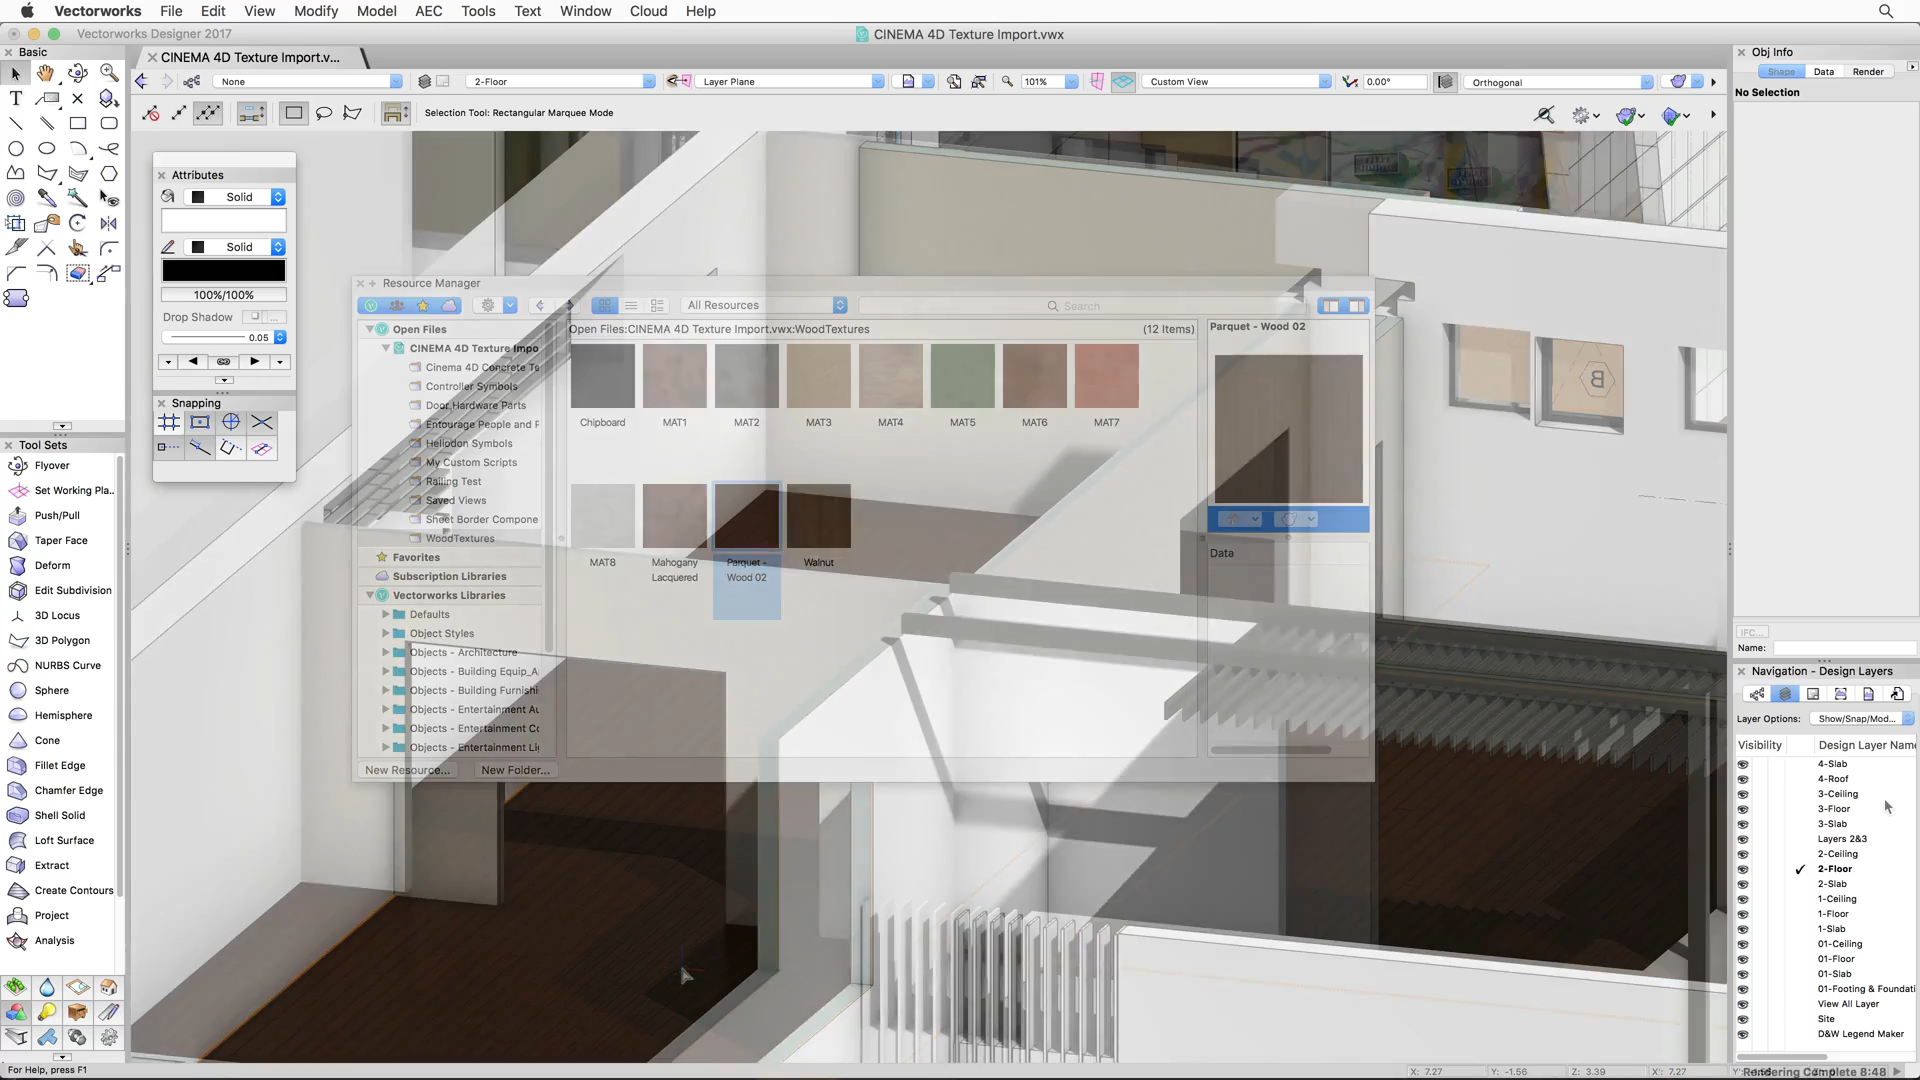 Vectorworks File Edit View Modify Model AEC Tools Text Window Cloud Help
Vectorworks Designer 2017
CINEMA 4D Texture Import.vwx
Basic
CINEMA 4D Texture Import.v...
None
2-Floor
Layer Plane
101%
Custom View
0.00°
Orthogonal
Selection Tool: Rectangular Marquee Mode
Attributes
Solid
Solid
100%/100%
Drop Shadow
0.05
Snapping
Tool Sets
Flyover
Set Working Pla..
Push/Pull
Taper Face
Deform
Edit Subdivision
3D Locus
3D Polygon
NURBS Curve
Sphere
Hemisphere
Cone
Fillet Edge
Chamfer Edge
Shell Solid
Loft Surface
Extract
Create Contours
Project
Analysis
For Help, press F1
Resource Manager
All Resources
Search
Open Files
CINEMA 4D Texture Impo
Cinema 4D Concrete Te
Controller Symbols
Door Hardware Parts
Entourage People and P
Heliodon Symbols
My Custom Scripts
Railing Test
Saved Views
Sheet Border Compone
WoodTextures
Favorites
Subscription Libraries
Vectorworks Libraries
Defaults
Object Styles
Objects - Architecture
Objects - Building Equip_A
Objects - Building Furnishi
Objects - Entertainment Au
Objects - Entertainment Co
Objects - Entertainment Lig
New Resource...
New Folder...
Open Files:CINEMA 4D Texture Import.vwx:WoodTextures
(12 Items)
Chipboard
MAT1
MAT2
MAT3
MAT4
MAT5
MAT6
MAT7
MAT8
Mahogany
Lacquered
Parquet -
Wood 02
Walnut
Parquet - Wood 02
Data
B
Obj Info
Shape
Data
Render
No Selection
IFC...
Name:
Navigation - Design Layers
Layer Options:
Show/Snap/Mod...
Visibility
Design Layer Name
4-Slab
4-Roof
3-Ceiling
3-Floor
3-Slab
Layers 2&3
2-Ceiling
2-Floor
2-Slab
1-Ceiling
1-Floor
1-Slab
01-Ceiling
01-Floor
01-Slab
01-Footing & Foundati
View All Layer
Site
D&W Legend Maker
X: 7.27
Y: -1.56
Z: 3.39
X': 7.27
Rendering Complete 8:48